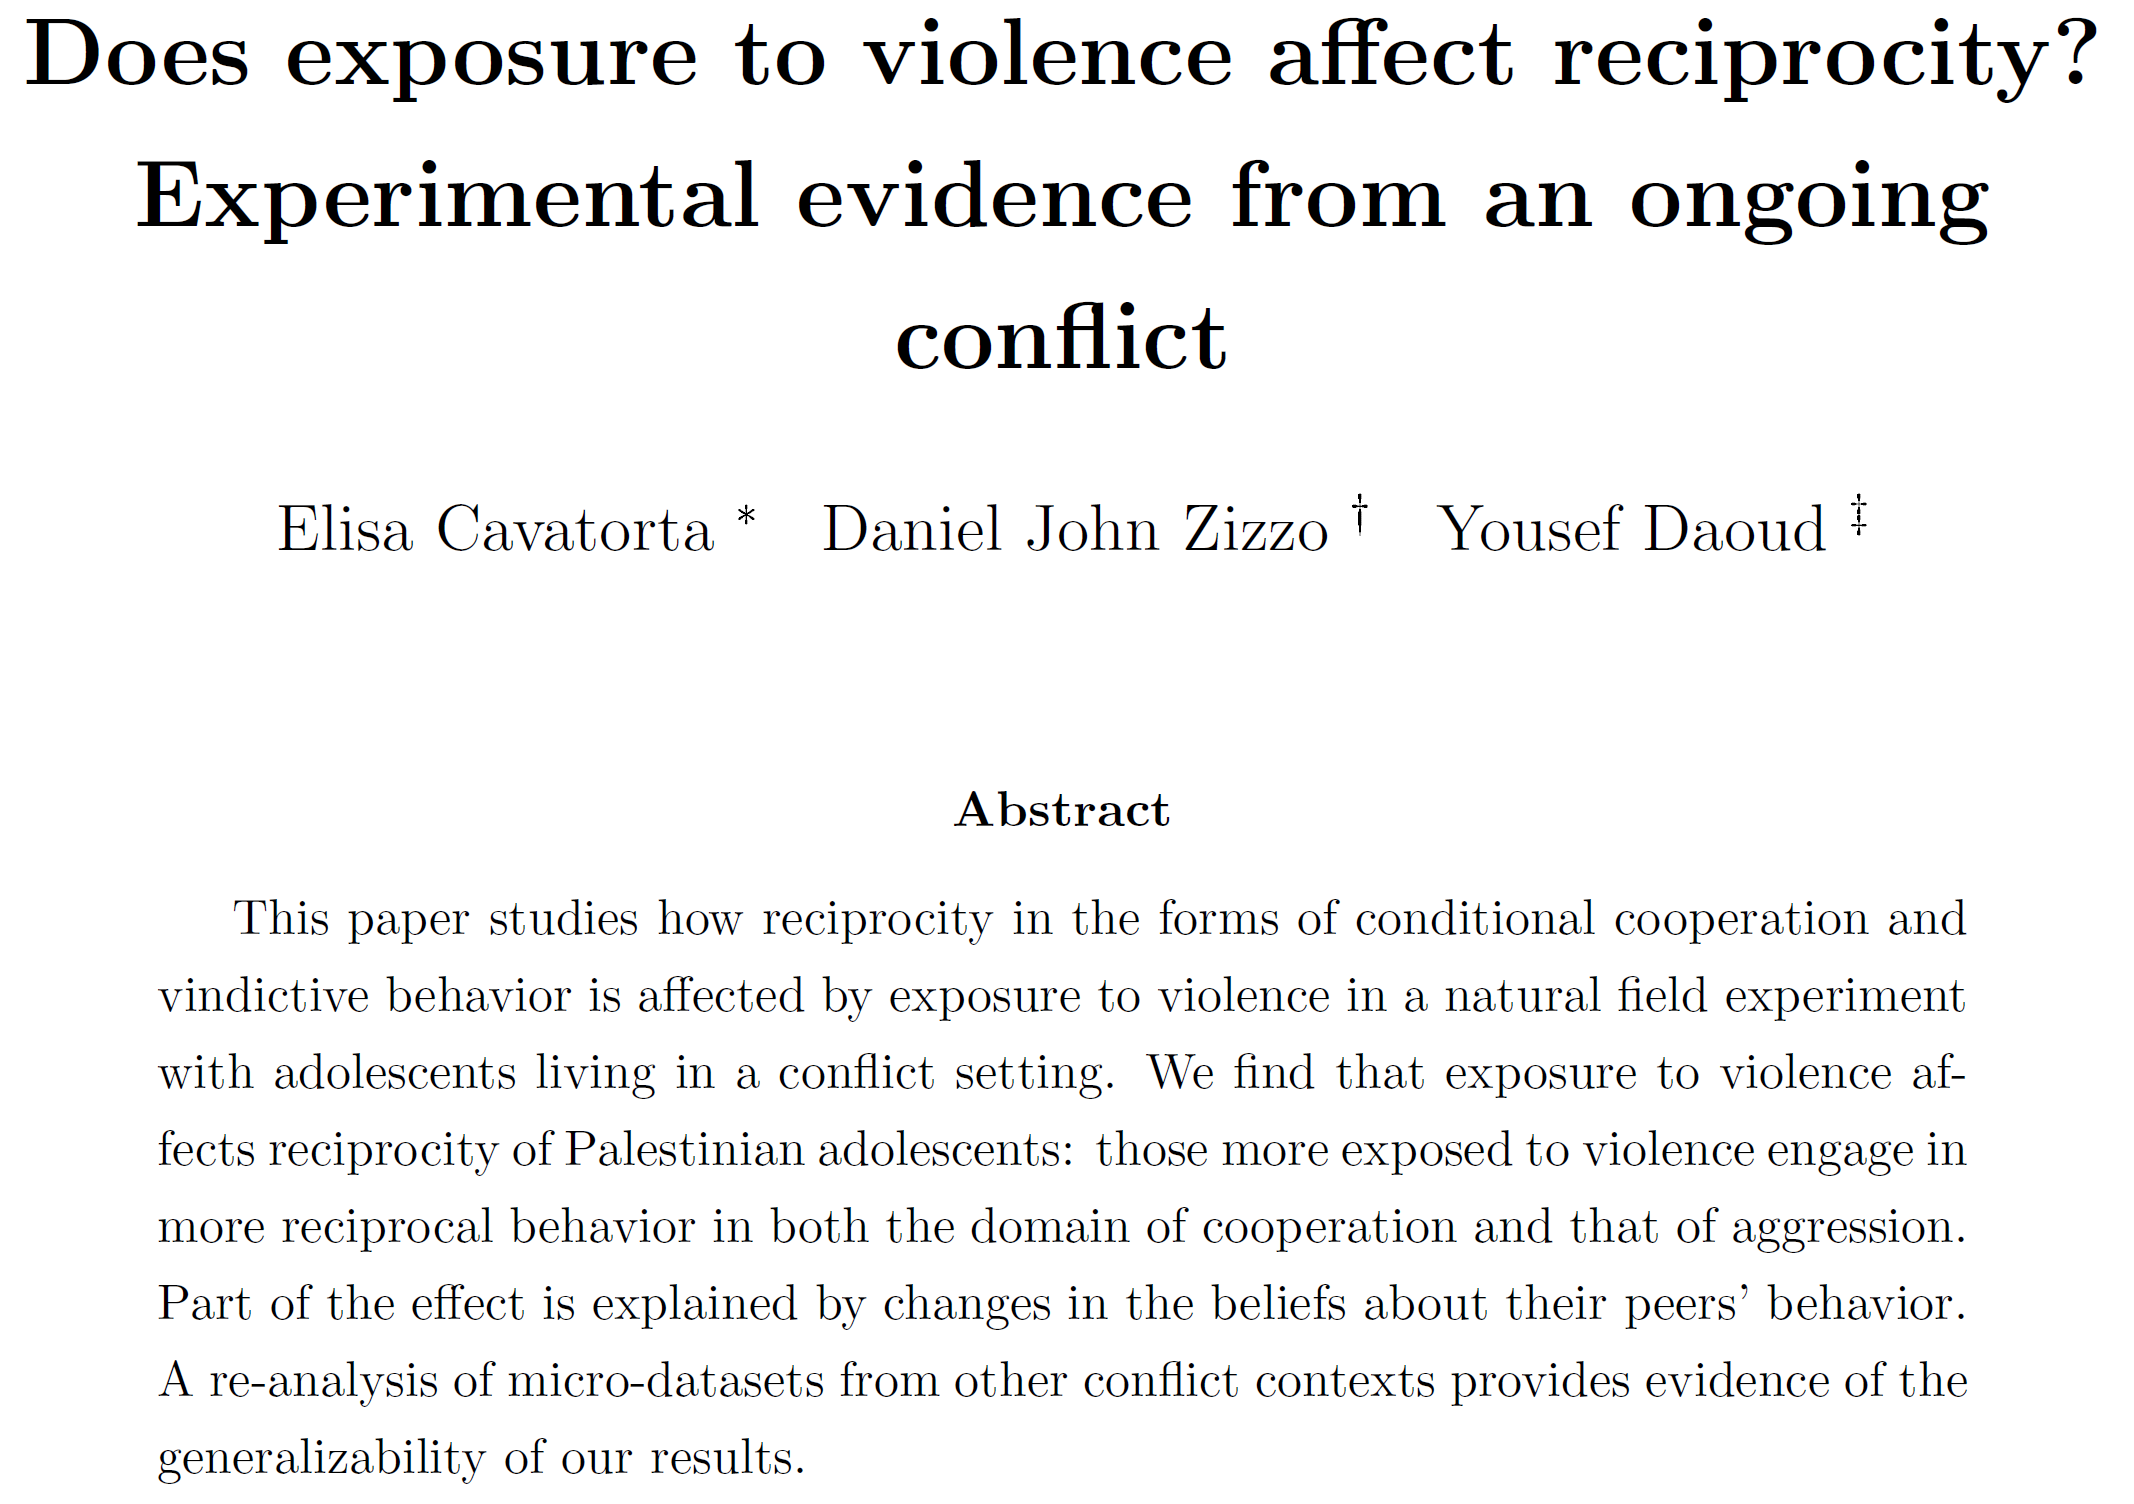 Does exposure to violence affect reciprocity?
Experimental evidence from an ongoing
conflict
Elisa Cavatorta * Daniel John Zizzo † Yousef Daoud ‡
Abstract
This paper studies how reciprocity in the forms of conditional cooperation and
vindictive behavior is affected by exposure to violence in a natural field experiment
with adolescents living in a conflict setting. We find that exposure to violence af-
fects reciprocity of Palestinian adolescents: those more exposed to violence engage in
more reciprocal behavior in both the domain of cooperation and that of aggression.
Part of the effect is explained by changes in the beliefs about their peers’ behavior.
A re-analysis of micro-datasets from other conflict contexts provides evidence of the
generalizability of our results.